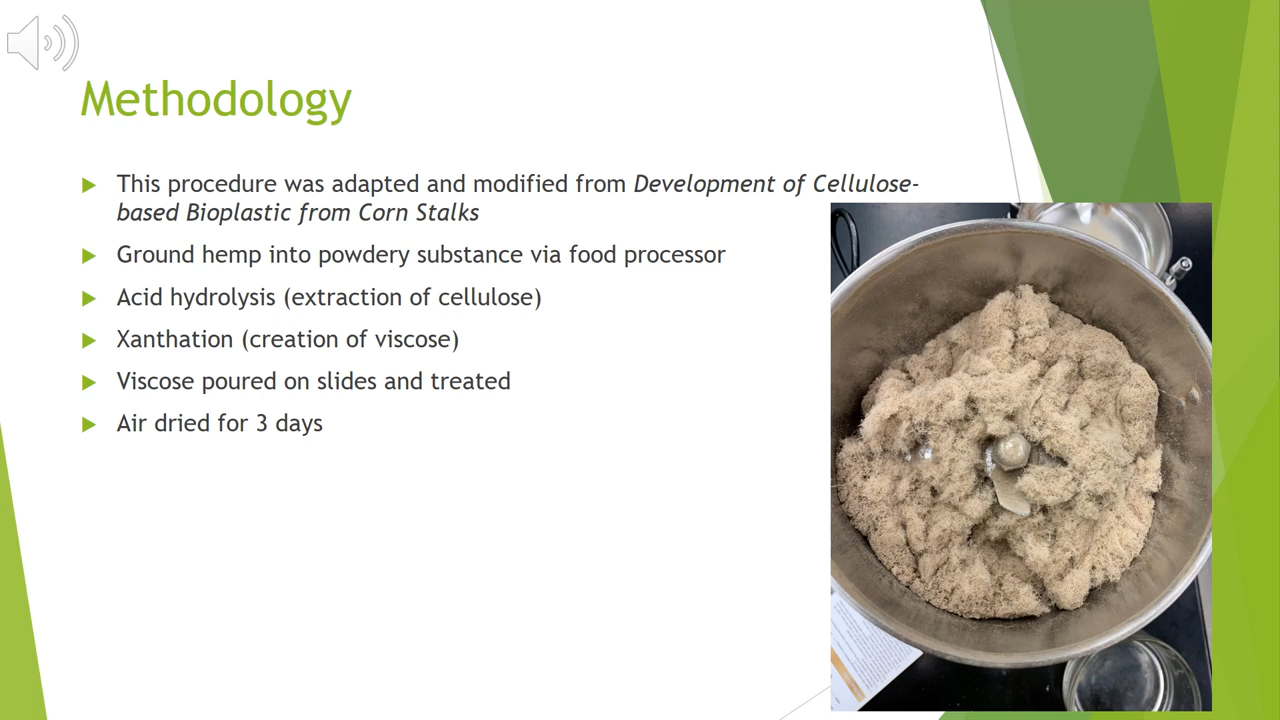 Methodology
This procedure was adapted and modified from Development of Cellulose-
based Bioplastic from Corn Stalks
Ground hemp into powdery substance via food processor
Acid hydrolysis (extraction of cellulose)
Xanthation (creation of viscose)
Viscose poured on slides and treated
Air dried for 3 days